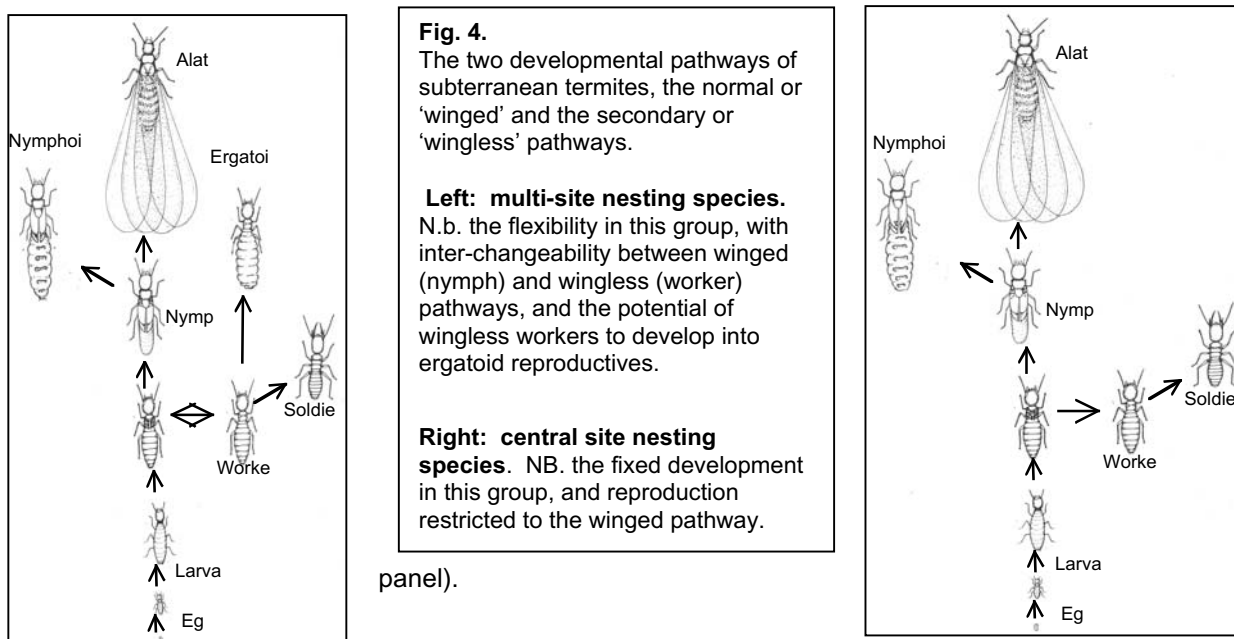 Alat
Nymphoi
Ergatoi
Nymp
Soldie
Worke
Larva
Eg
Fig. 4.
The two developmental pathways of
subterranean termites, the normal or
‘winged’ and the secondary or
‘wingless’ pathways.
Left: multi-site nesting species.
N.b. the flexibility in this group, with
inter-changeability between winged
(nymph) and wingless (worker)
pathways, and the potential of
wingless workers to develop into
ergatoid reproductives.
Right: central site nesting
species. NB. the fixed development
in this group, and reproduction
restricted to the winged pathway.
panel).
Alat
Nymphoi
Nymp
Soldie
Worke
Larva
Eg